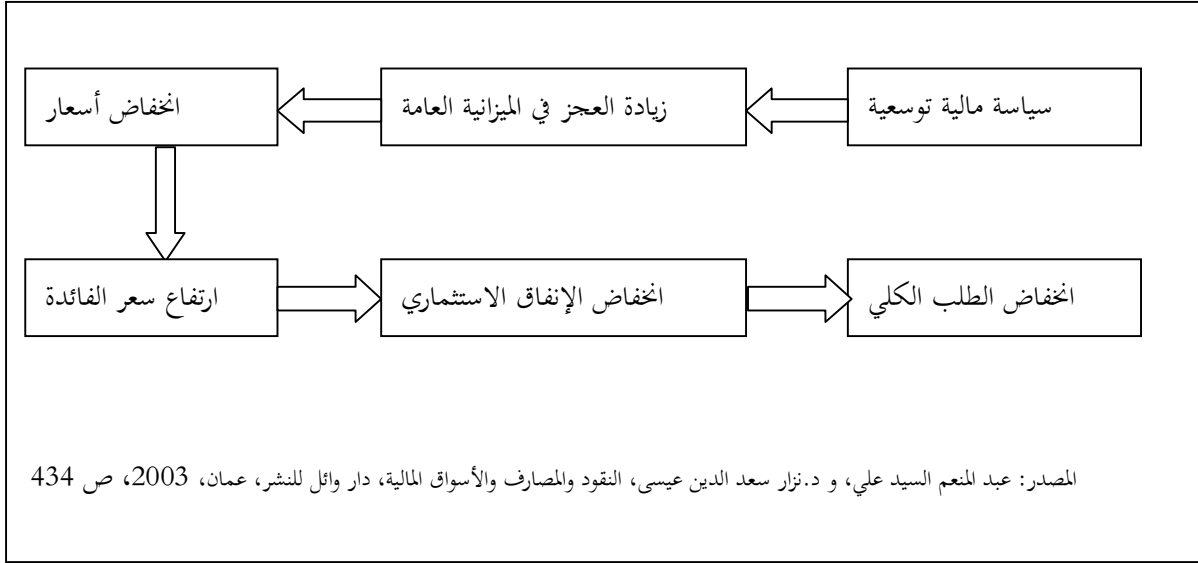 سياسة مالية توسعية
زيادة العجز في الميزانية العامة
انخفاض أسعار
ارتفاع سعر الفائدة
انخفاض الإنفاق الاستثماري
انخفاض الطلب الكلي
المصدر: عبد المنعم السيد علي، و د.نزار سعد الدين عيسى، النقود والمصارف والأسواق المالية، دار وائل للنشر، عمان، 2003، ص 434